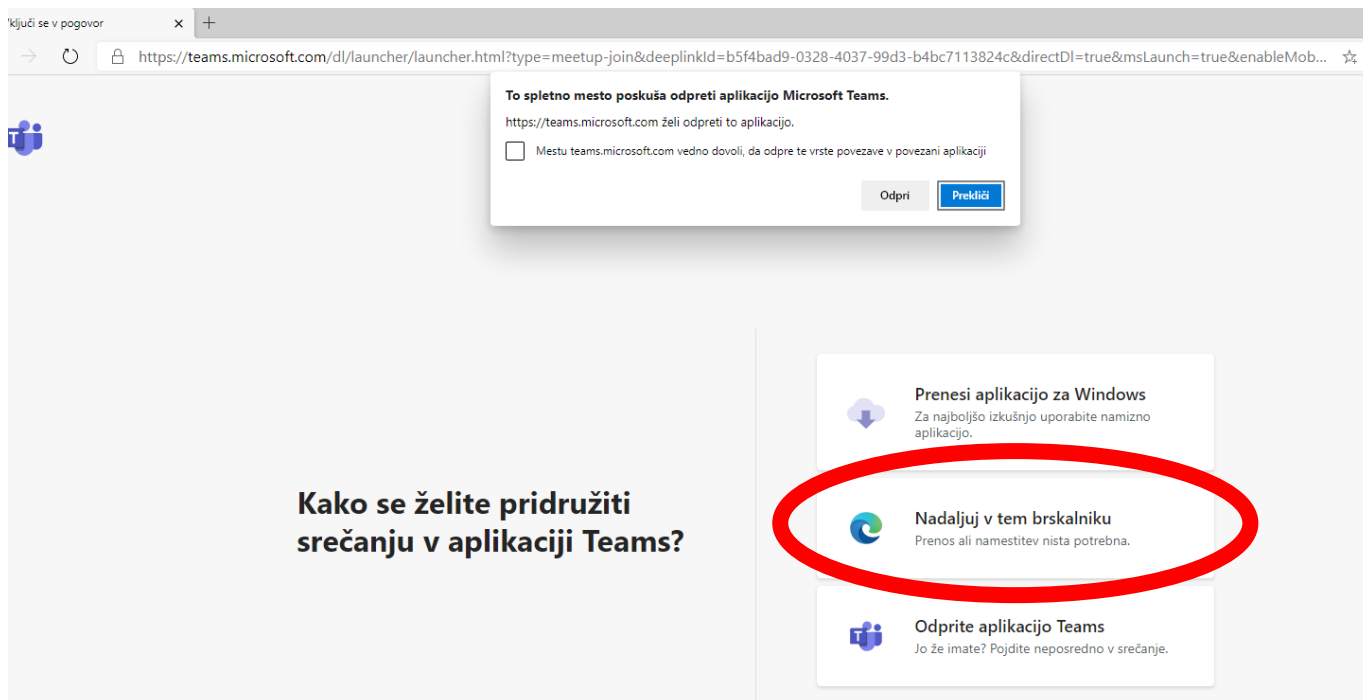 ključi se v pogovor
https://teams.microsoft.com/dl/launcher/launcher.html?type=meetup-join&deeplinkId=b5f4bad9-0328-4037-99d3-b4bc7113824c&directDl=true&msLaunch=true&enableMob...
To spletno mesto poskuša odpreti aplikacijo Microsoft Teams.
https://teams.microsoft.com želi odpreti to aplikacijo.
Mestu teams.microsoft.com vedno dovoli, da odpre te vrste povezave v povezani aplikaciji
Odpri
Prekliči
Prenesi aplikacijo za Windows
Za najboljšo izkušnjo uporabite namizno
aplikacijo.
Kako se želite pridružiti
srečanju v aplikaciji Teams?
Nadaljuj v tem brskalniku
Prenos ali namestitev nista potrebna.
Odprite aplikacijo Teams
Jo že imate? Pojdite neposredno v srečanje.